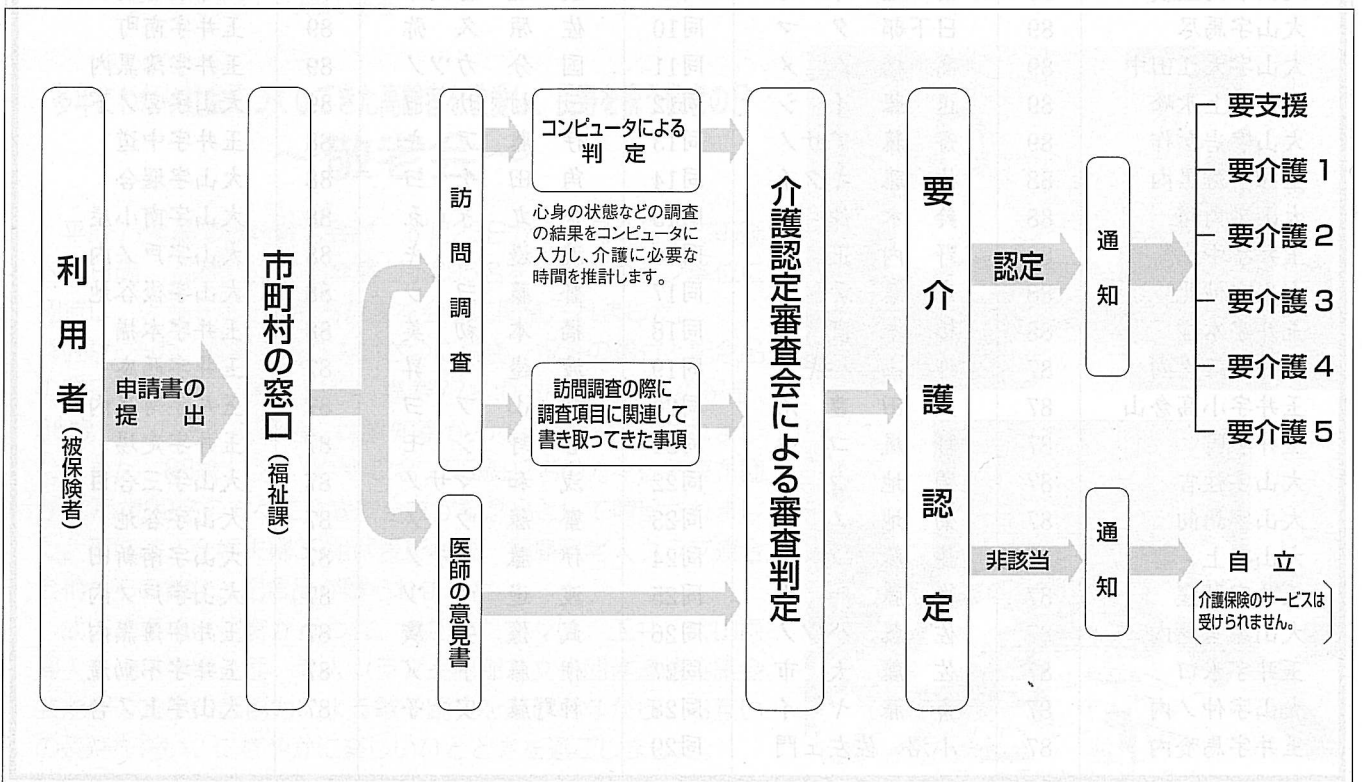 利用者（被保険者）
申請書の
提　出
市町村の窓口（福祉課）
訪問調査
コンピュータによる
判　定
心身の状態などの調査
の結果をコンピュータに
入力し、介護に必要な
時間を推計します。
訪問調査の際に
調査項目に関連して
書き取ってきた事項
医師の意見書
介護認定審査会による審査判定
要介護認定
認定
通知
要支援
要介護１
要介護２
要介護３
要介護４
要介護５
非該当
通知
自　立
（介護保険のサービスは
受けられません。）